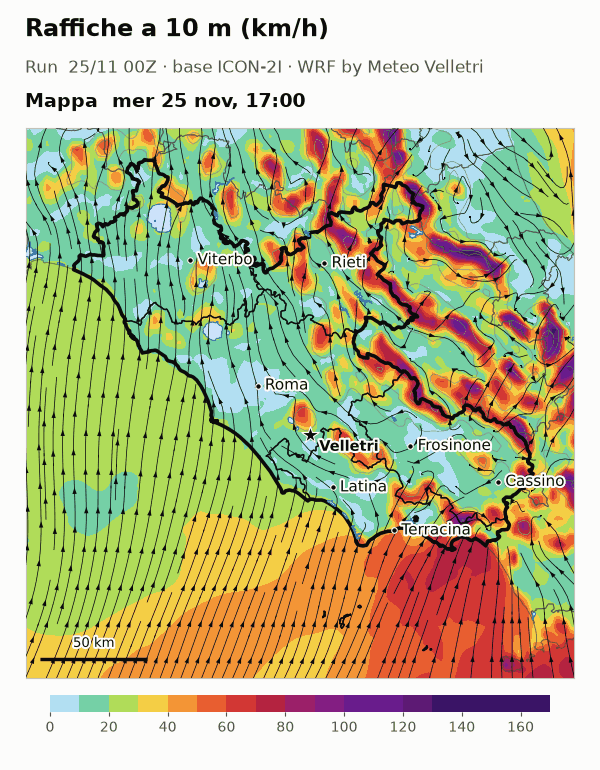 Raffiche a 10 m (km/h)
Run  25/11 00Z · base ICON-2I · WRF by Meteo Velletri
Mappa  mer 25 nov, 17:00
Viterbo
Rieti
Roma
Velletri
Frosinone
Cassino
Latina
Terracina
50 km
0 20 40 60 80 100 120 140 160